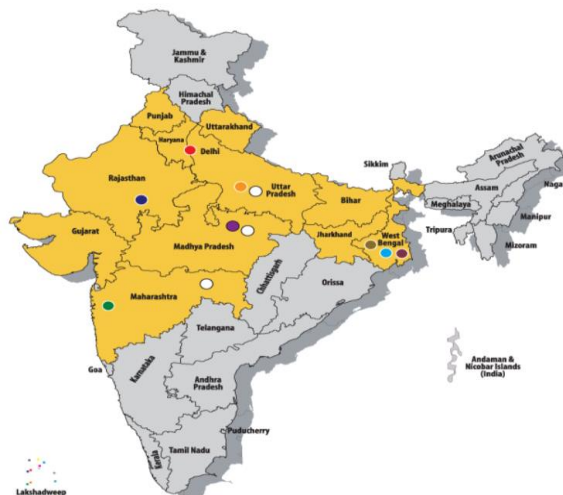 Jammu &
Kashmir
Himachal
Pradesh
Punjab
Uttarakhand
Haryana
Delhi
Rajasthan
Uttar
Pradesh
Sikkim
Arunachal
Pradesh
Assam
Naga
Meghalaya
Manipur
Tripura
Mizoram
Bihar
Jharkhand
West
Bengal
Gujarat
Madhya Pradesh
Chhattisgarh
Orissa
Maharashtra
Telangana
Goa
Karnataka
Andhra
Pradesh
Andaman &
Nicobar Islands
(India)
Puducherry
Tamil Nadu
Kerala
Lakshadweep